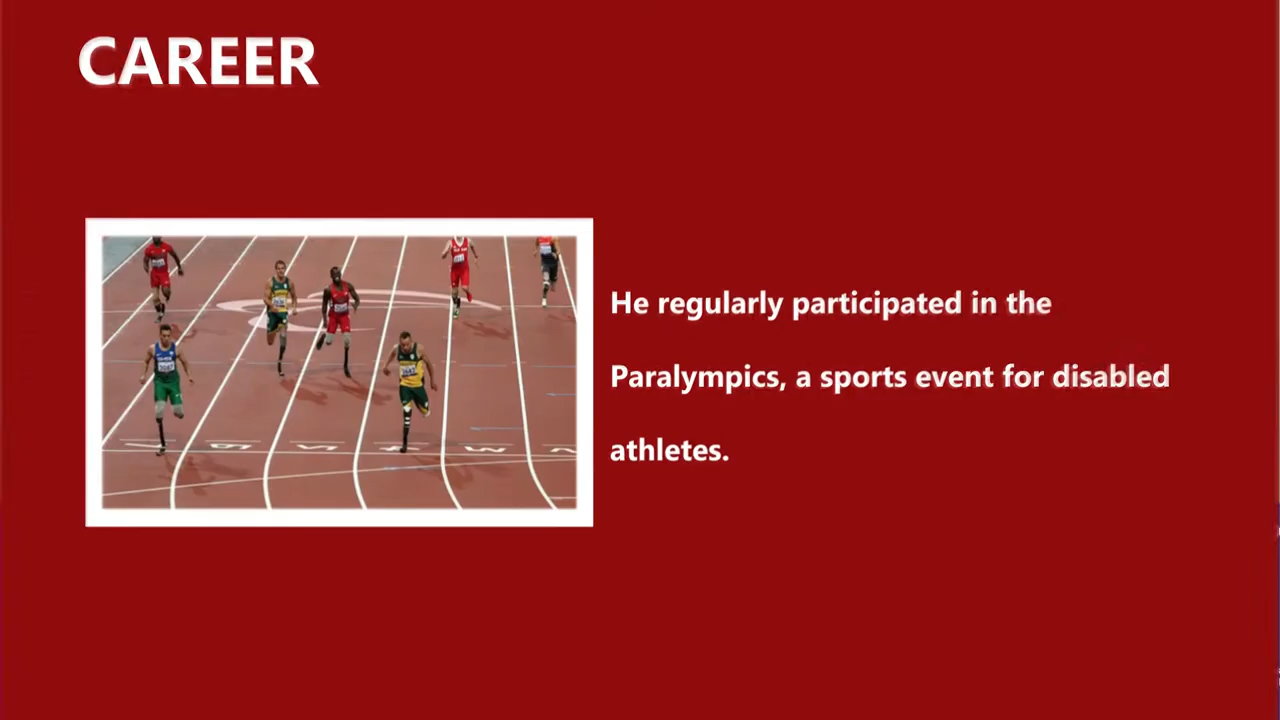 CAREER
He regularly participated in the
Paralympics, a sports event for disabled
athletes.